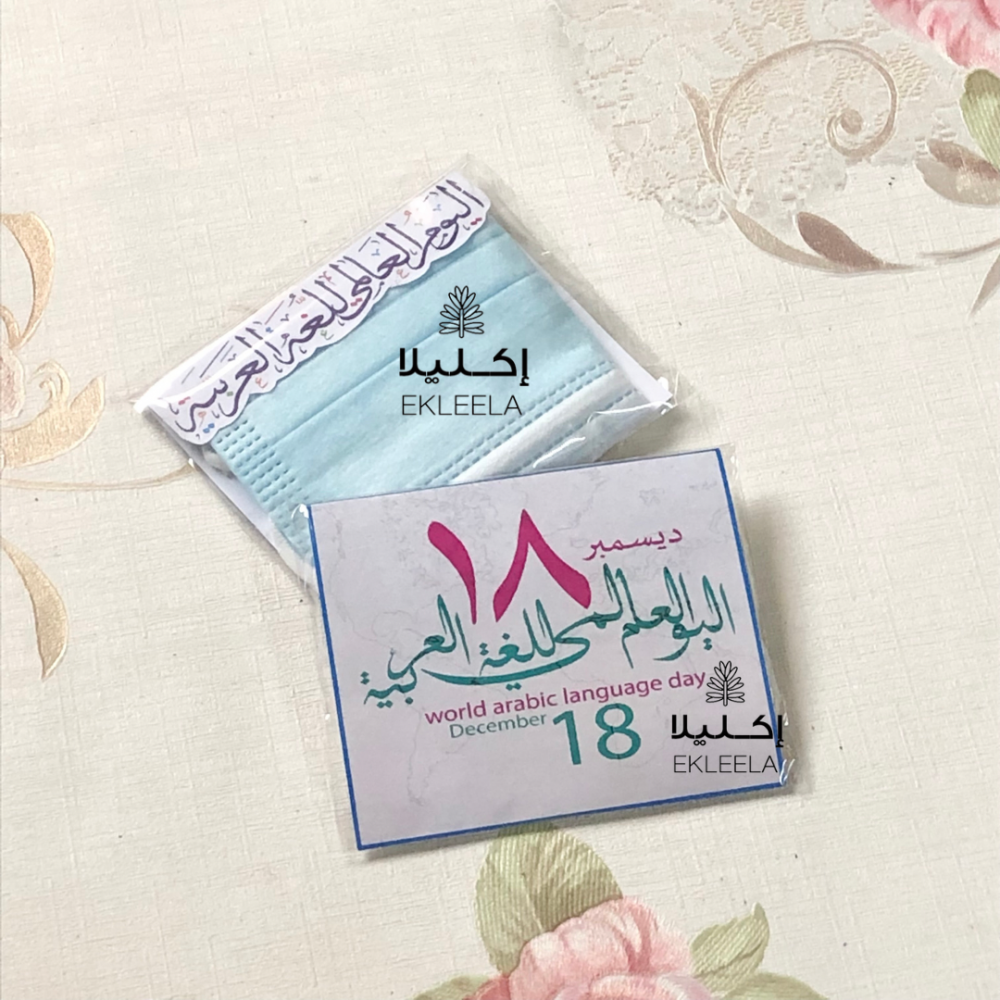 اليوم العالمي للغة العربية
إكليلا
EKLEELA
١٨ ديسمبر
اليوم العالمي للغة العربية
world arabic language day
December 18
إكليلا
EKLEELA